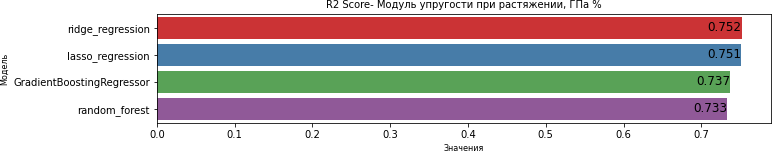 R2 Score- Модуль упругости при растяжении, ГПа %
Модель
ridge_regression
0.752
lasso_regression
0.751
GradientBoostingRegressor
0.737
random_forest
0.733
0.0 0.1 0.2 0.3 0.4 0.5 0.6 0.7
Значения